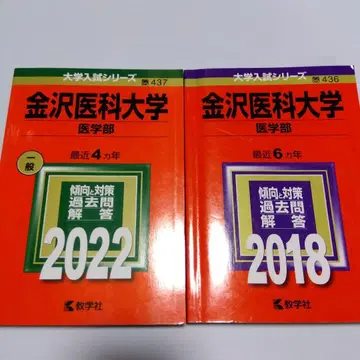 大学入試シリーズ 437
金沢医科大学
医学部
一般
最近4カ年
傾向と対策
過去問
解答
2022
教学社
大学入試シリーズ 436
金沢医科大学
医学部
最近6カ年
傾向と対策
過去問
解答
2018
教学社